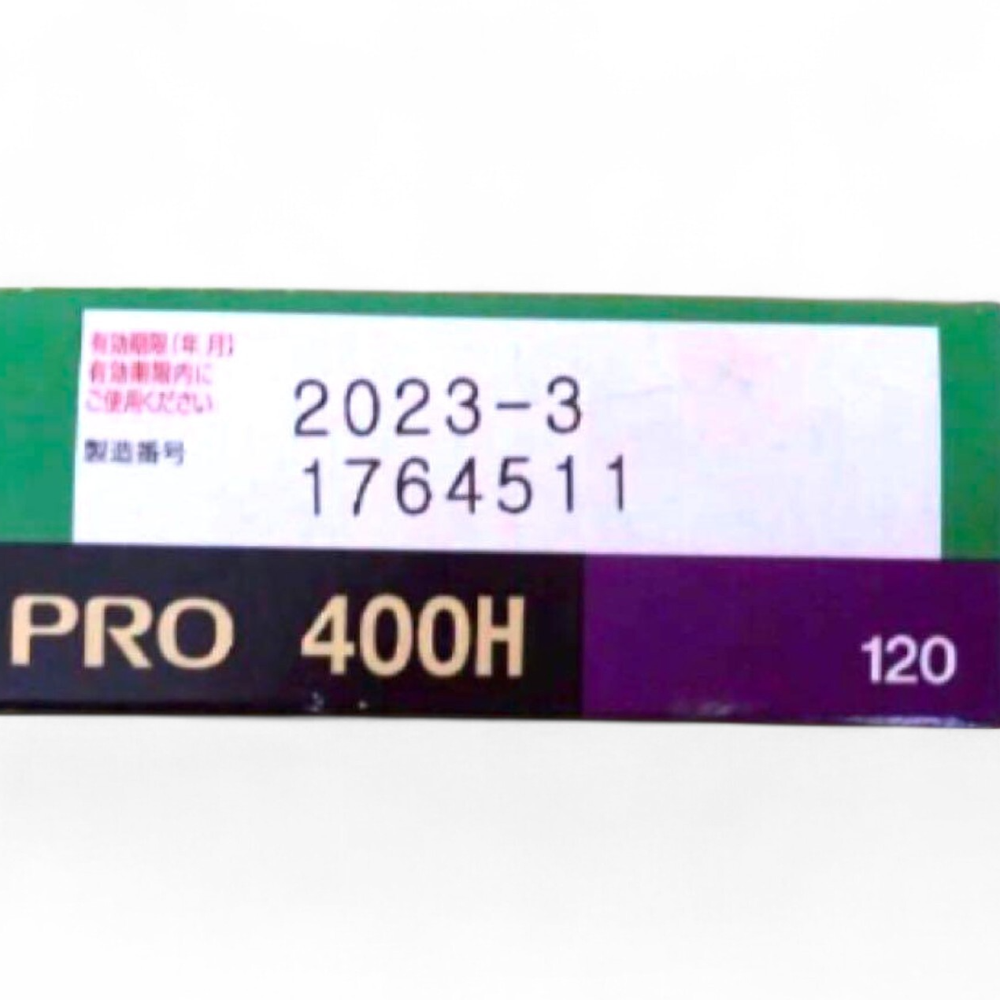 有効期限(年 月)
有効期限内に
ご使用ください
2023-3
製造番号
1764511
PRO 400H
120